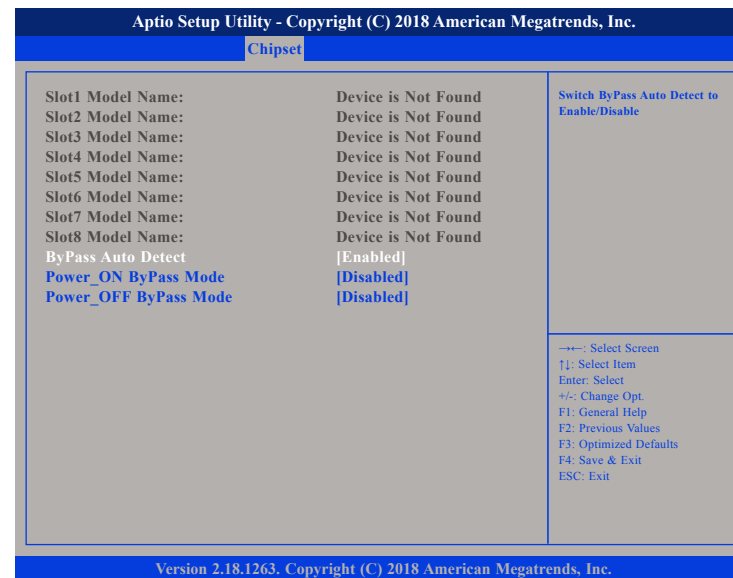 Aptio Setup Utility - Copyright (C) 2018 American Megatrends, Inc.
Chipset
Slot1 Model Name: Device is Not Found
Slot2 Model Name: Device is Not Found
Slot3 Model Name: Device is Not Found
Slot4 Model Name: Device is Not Found
Slot5 Model Name: Device is Not Found
Slot6 Model Name: Device is Not Found
Slot7 Model Name: Device is Not Found
Slot8 Model Name: Device is Not Found
ByPass Auto Detect [Enabled]
Power_ON ByPass Mode [Disabled]
Power_OFF ByPass Mode [Disabled]
Switch ByPass Auto Detect to
Enable/Disable
→←: Select Screen
↑↓: Select Item
Enter: Select
+/-: Change Opt.
F1: General Help
F2: Previous Values
F3: Optimized Defaults
F4: Save & Exit
ESC: Exit
Version 2.18.1263. Copyright (C) 2018 American Megatrends, Inc.